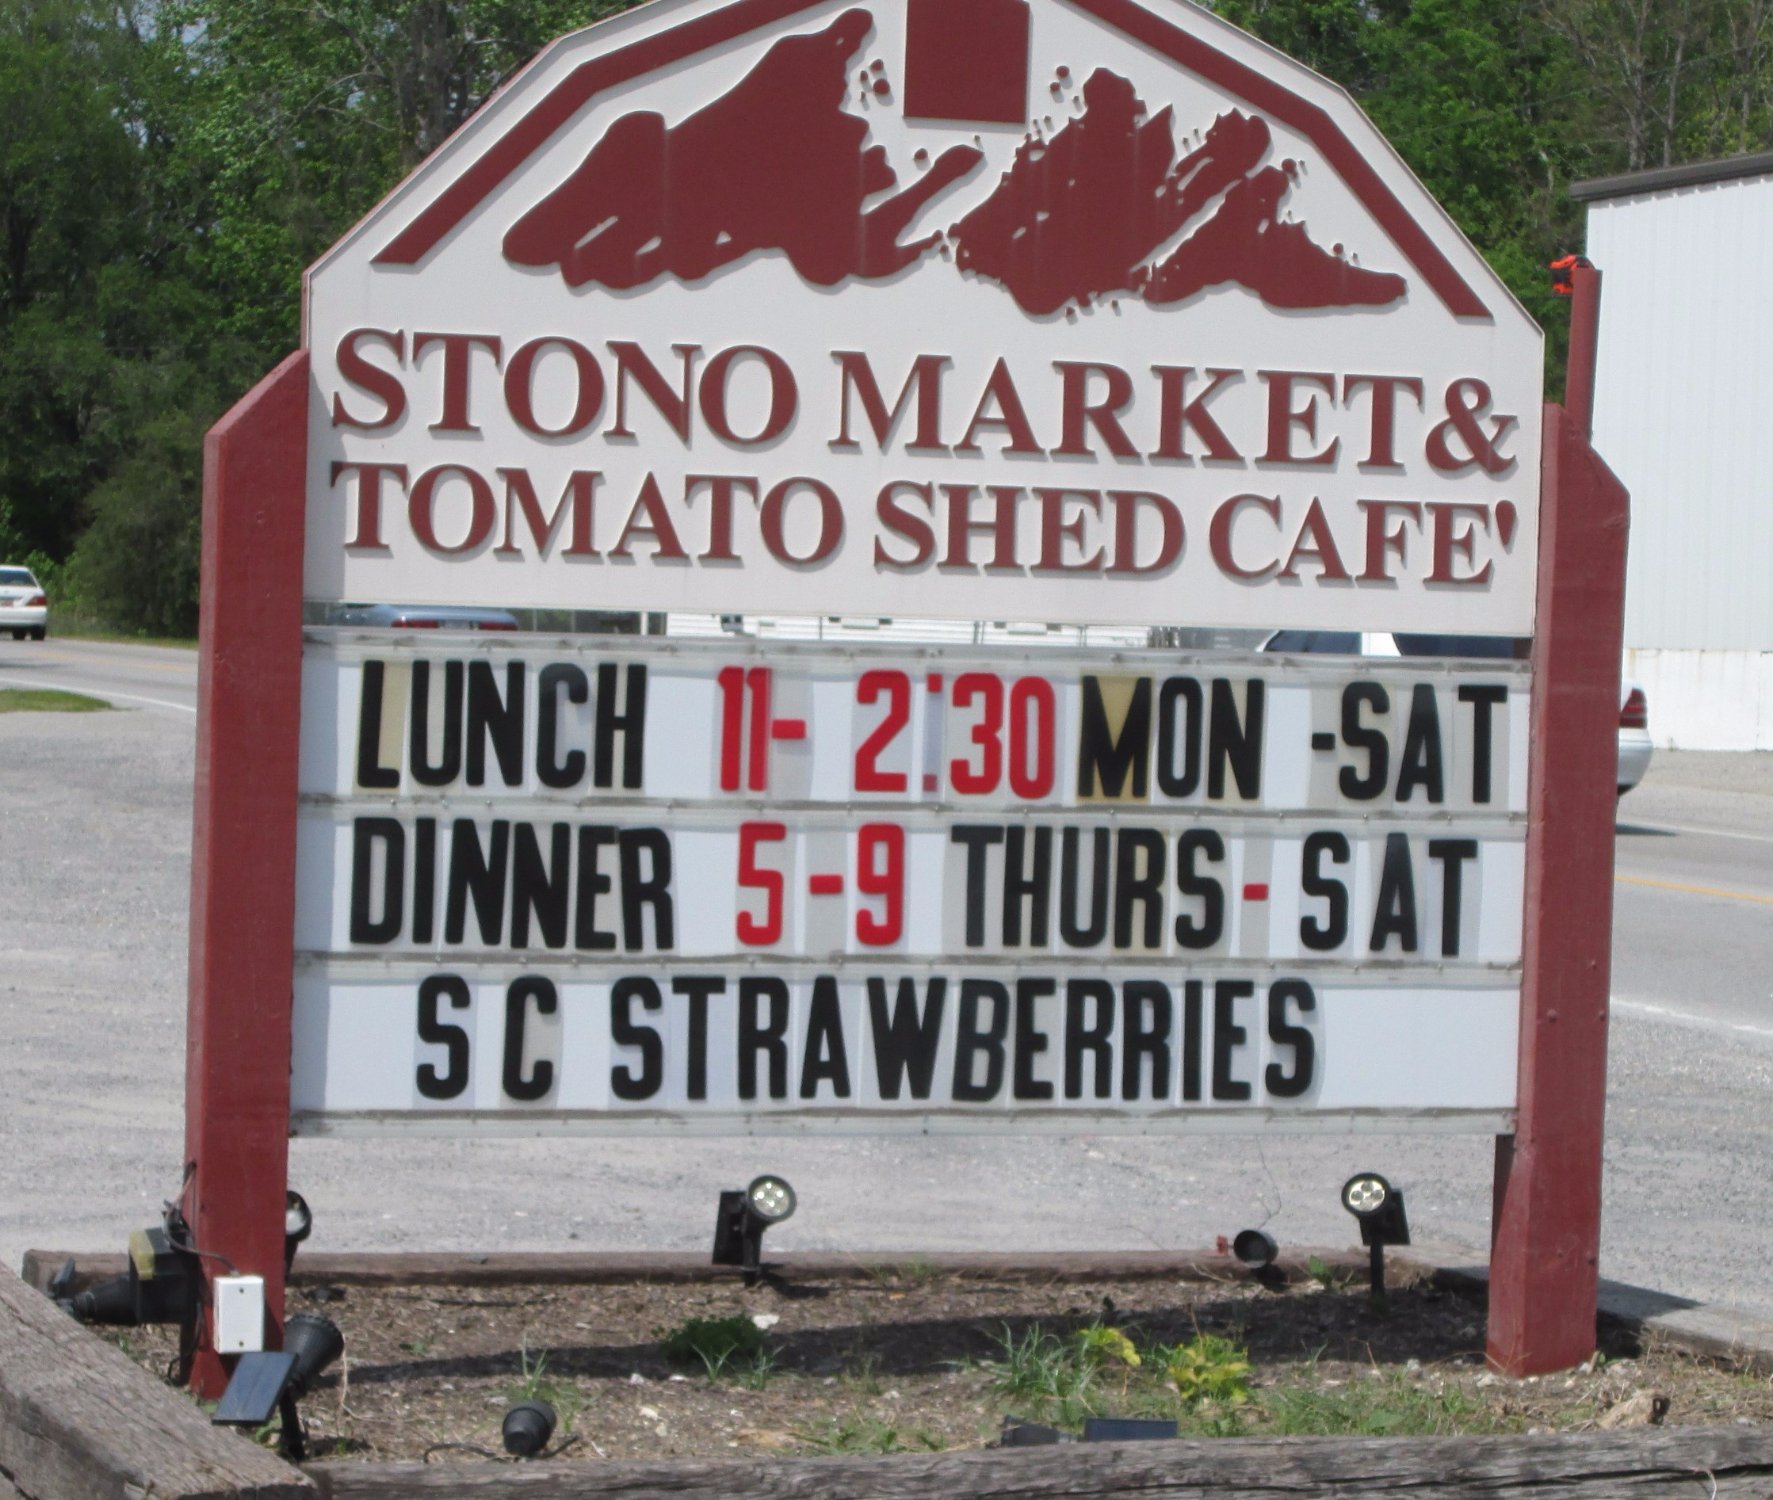 STONO MARKET &
TOMATO SHED CAFE'
LUNCH 11- 2:30 MON -SAT
DINNER 5-9 THURS- SAT
SC STRAWBERRIES